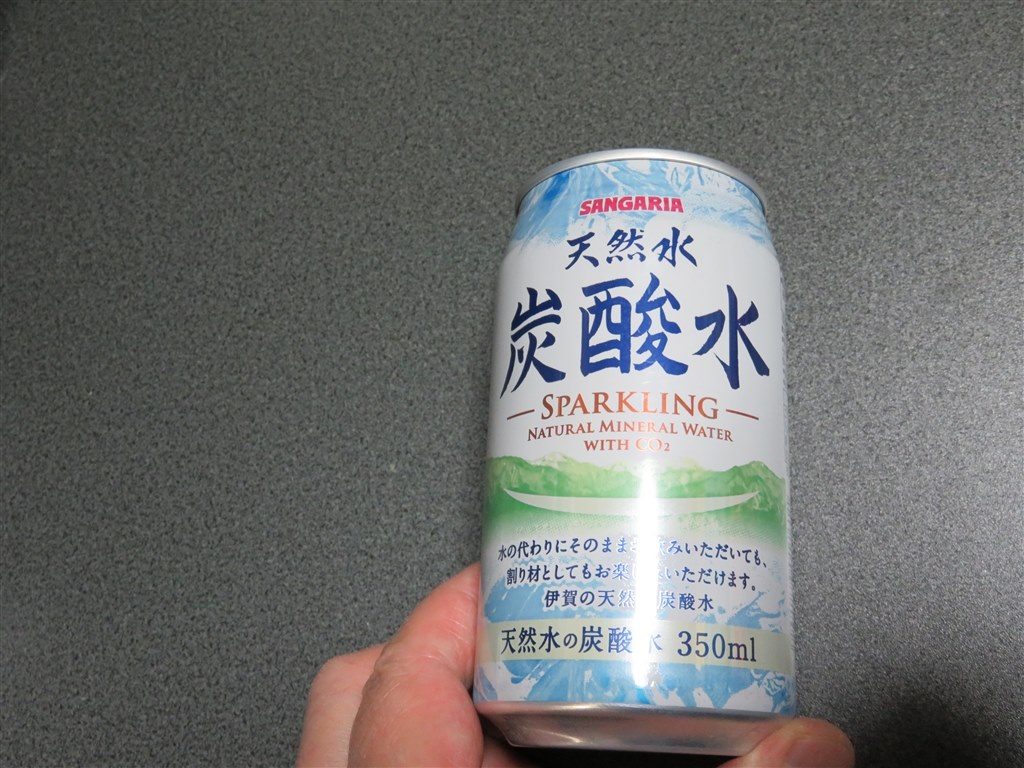 SANGARIA
天然水
炭酸水
SPARKLING
NATURAL MINERAL WATER
WITH CO₂
水の代わりにそのまま みいただいても、
割り材としてもお楽 いただけます。
伊賀の天然 炭酸水
天然水の炭酸水 350ml